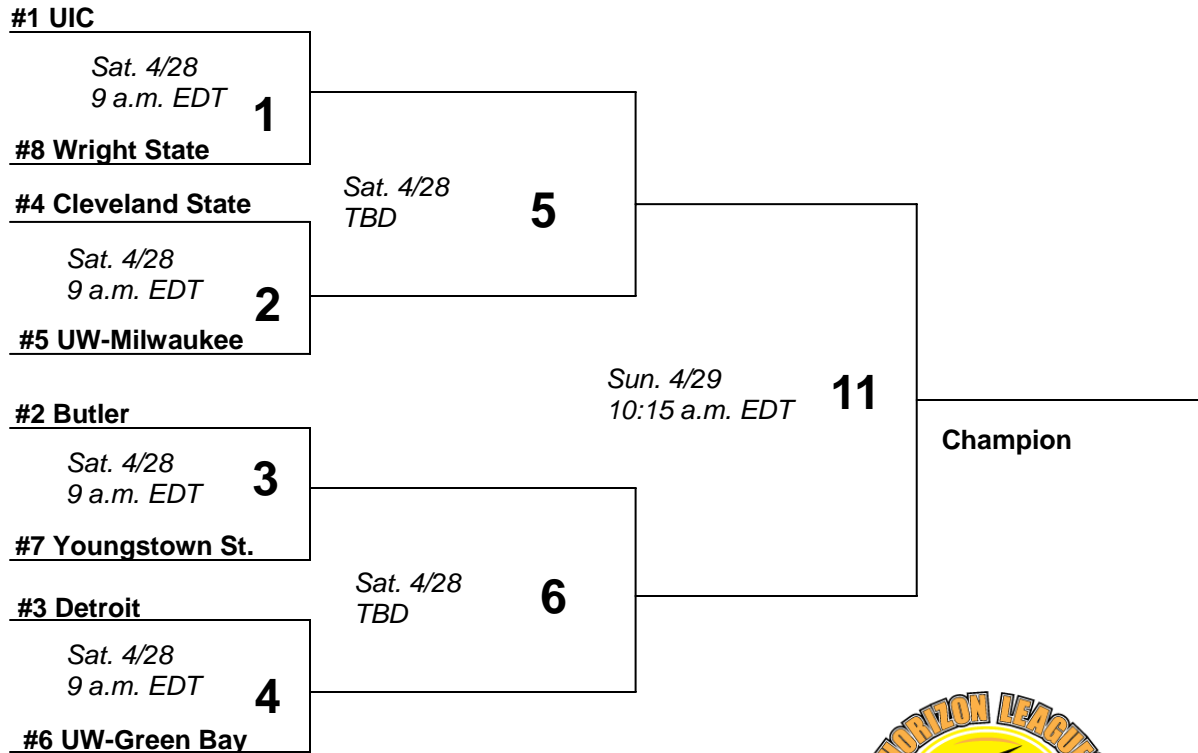 #1 UIC
Sat. 4/28
9 a.m. EDT
1
#8 Wright State
#4 Cleveland State
Sat. 4/28
9 a.m. EDT
2
#5 UW-Milwaukee
Sat. 4/28
TBD
5
#2 Butler
Sat. 4/28
9 a.m. EDT
3
#7 Youngstown St.
#3 Detroit
Sat. 4/28
9 a.m. EDT
4
#6 UW-Green Bay
Sat. 4/28
TBD
6
Sun. 4/29
10:15 a.m. EDT
11
Champion
HORIZON LEAGUE